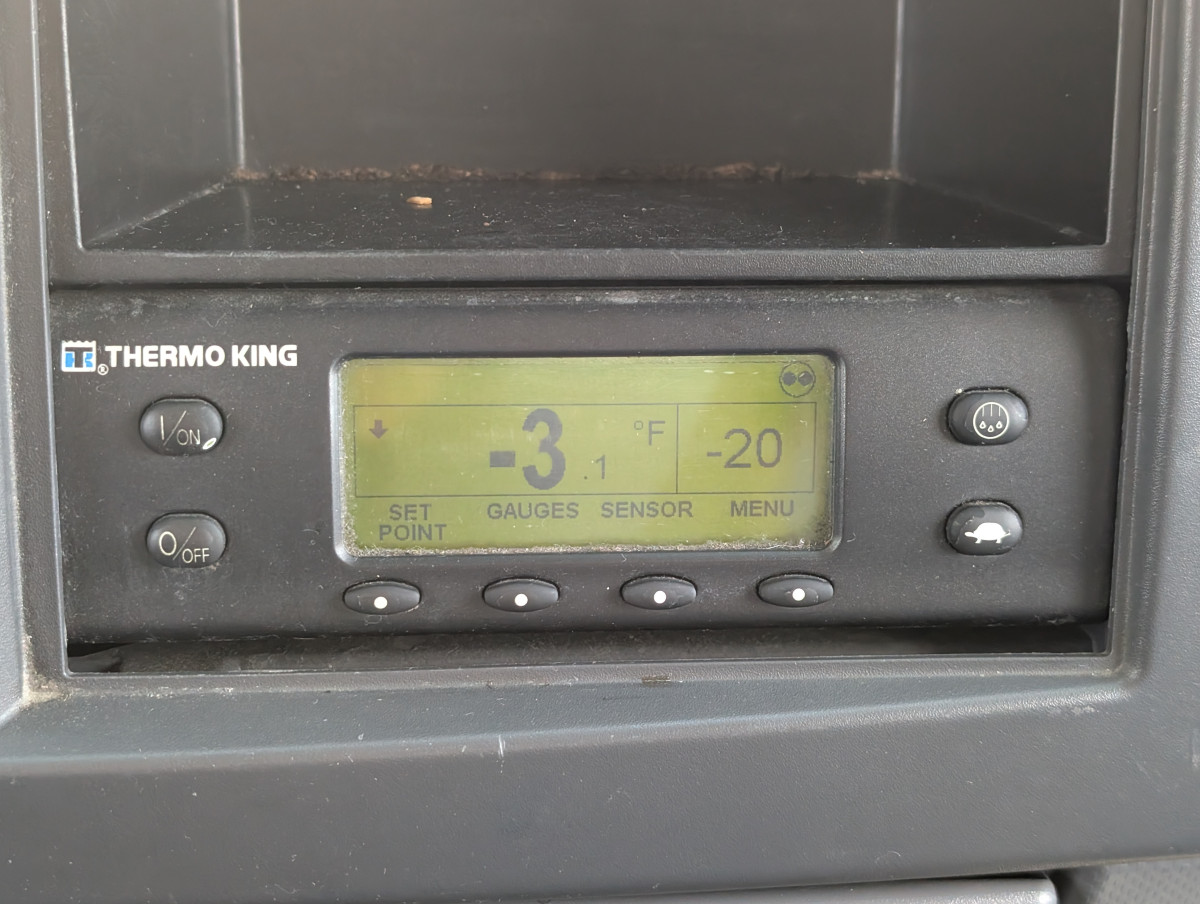 ® THERMO KING
I/ON
O/OFF
-3.1 °F
-20
SET POINT
GAUGES
SENSOR
MENU